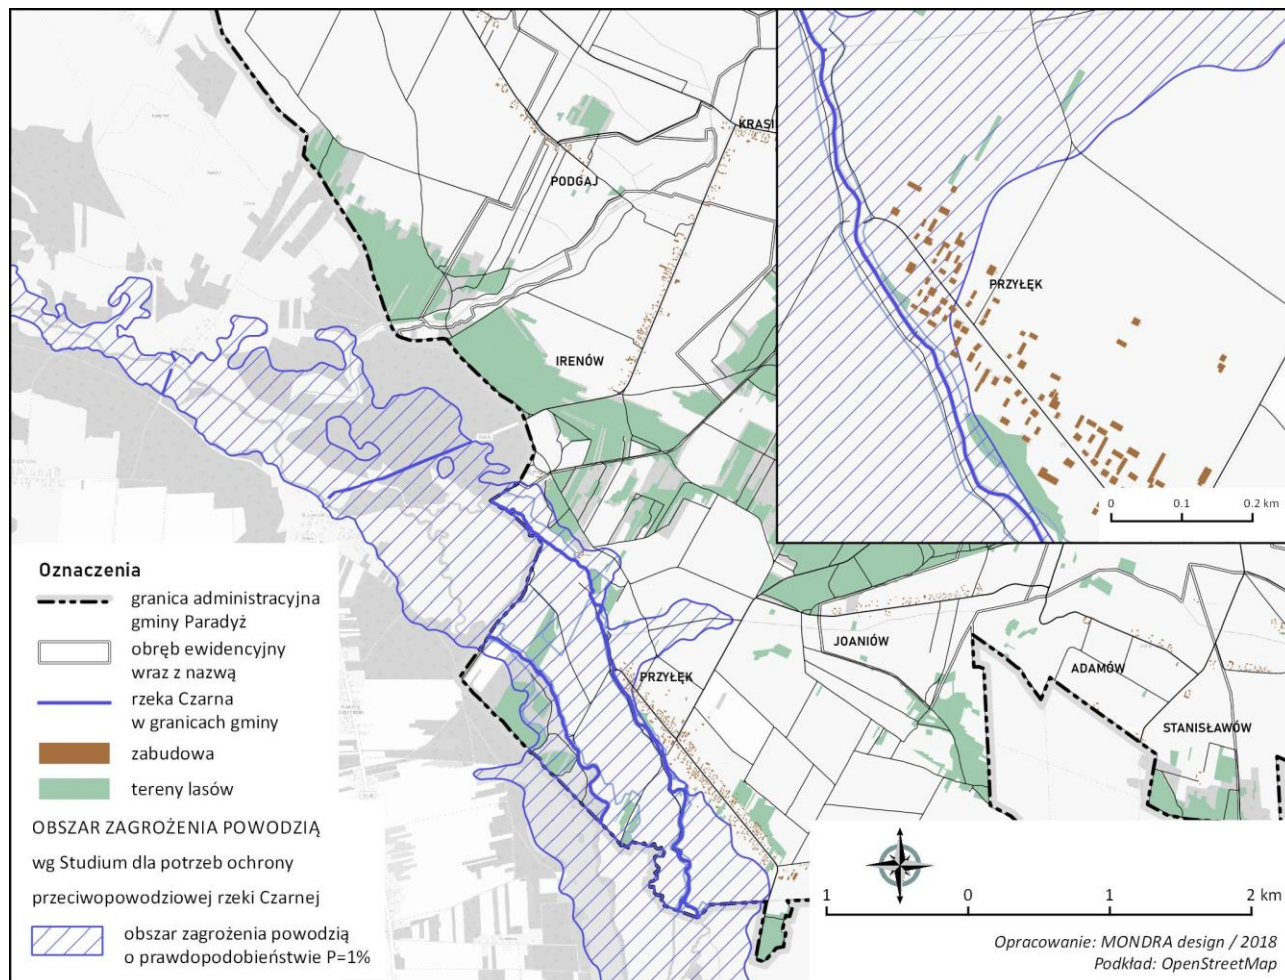 KRASI
PODGAJ
IRENÓW
PRZYŁĘK
0 0.1 0.2 km
JOANIÓW
PRZYŁĘK
ADAMÓW
STANISŁAWÓW
Oznaczenia
granica administracyjna
gminy Paradyż
obręb ewidencyjny
wraz z nazwą
rzeka Czarna
w granicach gminy
zabudowa
tereny lasów
OBSZAR ZAGROŻENIA POWODZIĄ
wg Studium dla potrzeb ochrony
przeciwopowodziowej rzeki Czarnej
obszar zagrożenia powodzią
o prawdopodobieństwie P=1%
1 0 1 2 km
Opracowanie: MONDRA design / 2018
Podkład: OpenStreetMap